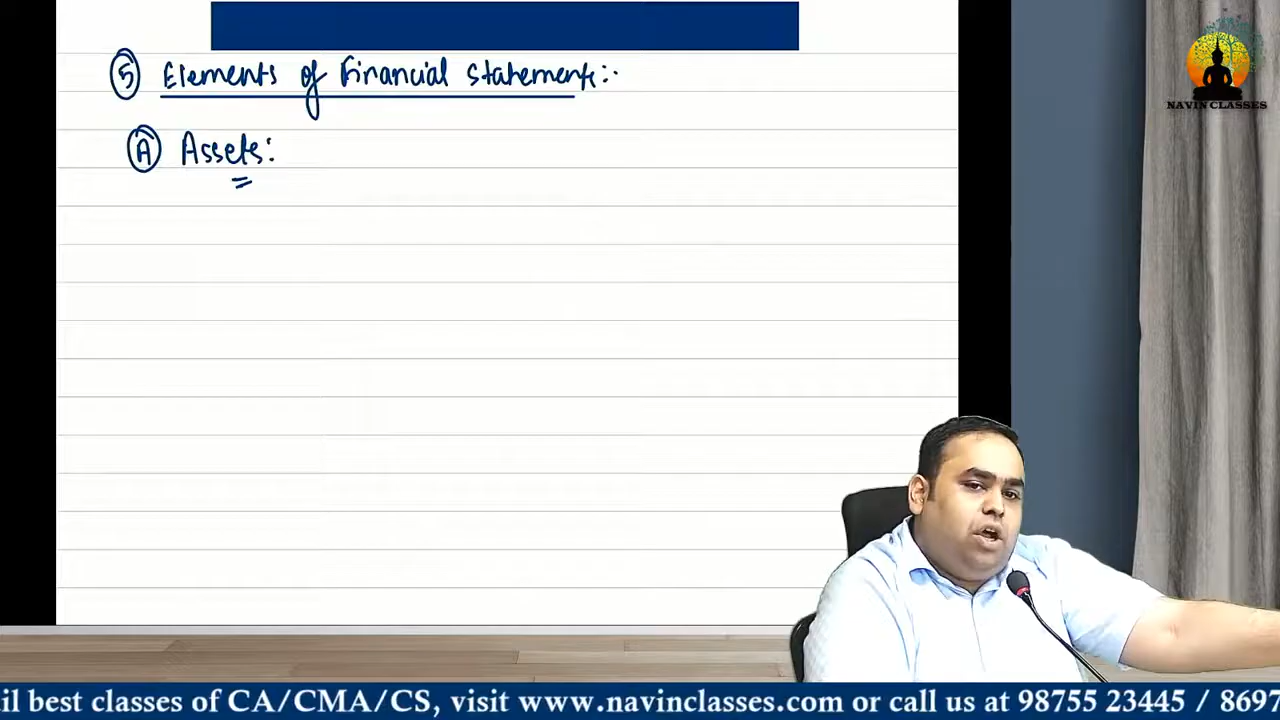 NAVIN CLASSES
5 Elements of Financial Statements:-
A Assets:
il best classes of CA/CMA/CS, visit www.navinclasses.com or call us at 98755 23445 / 8697